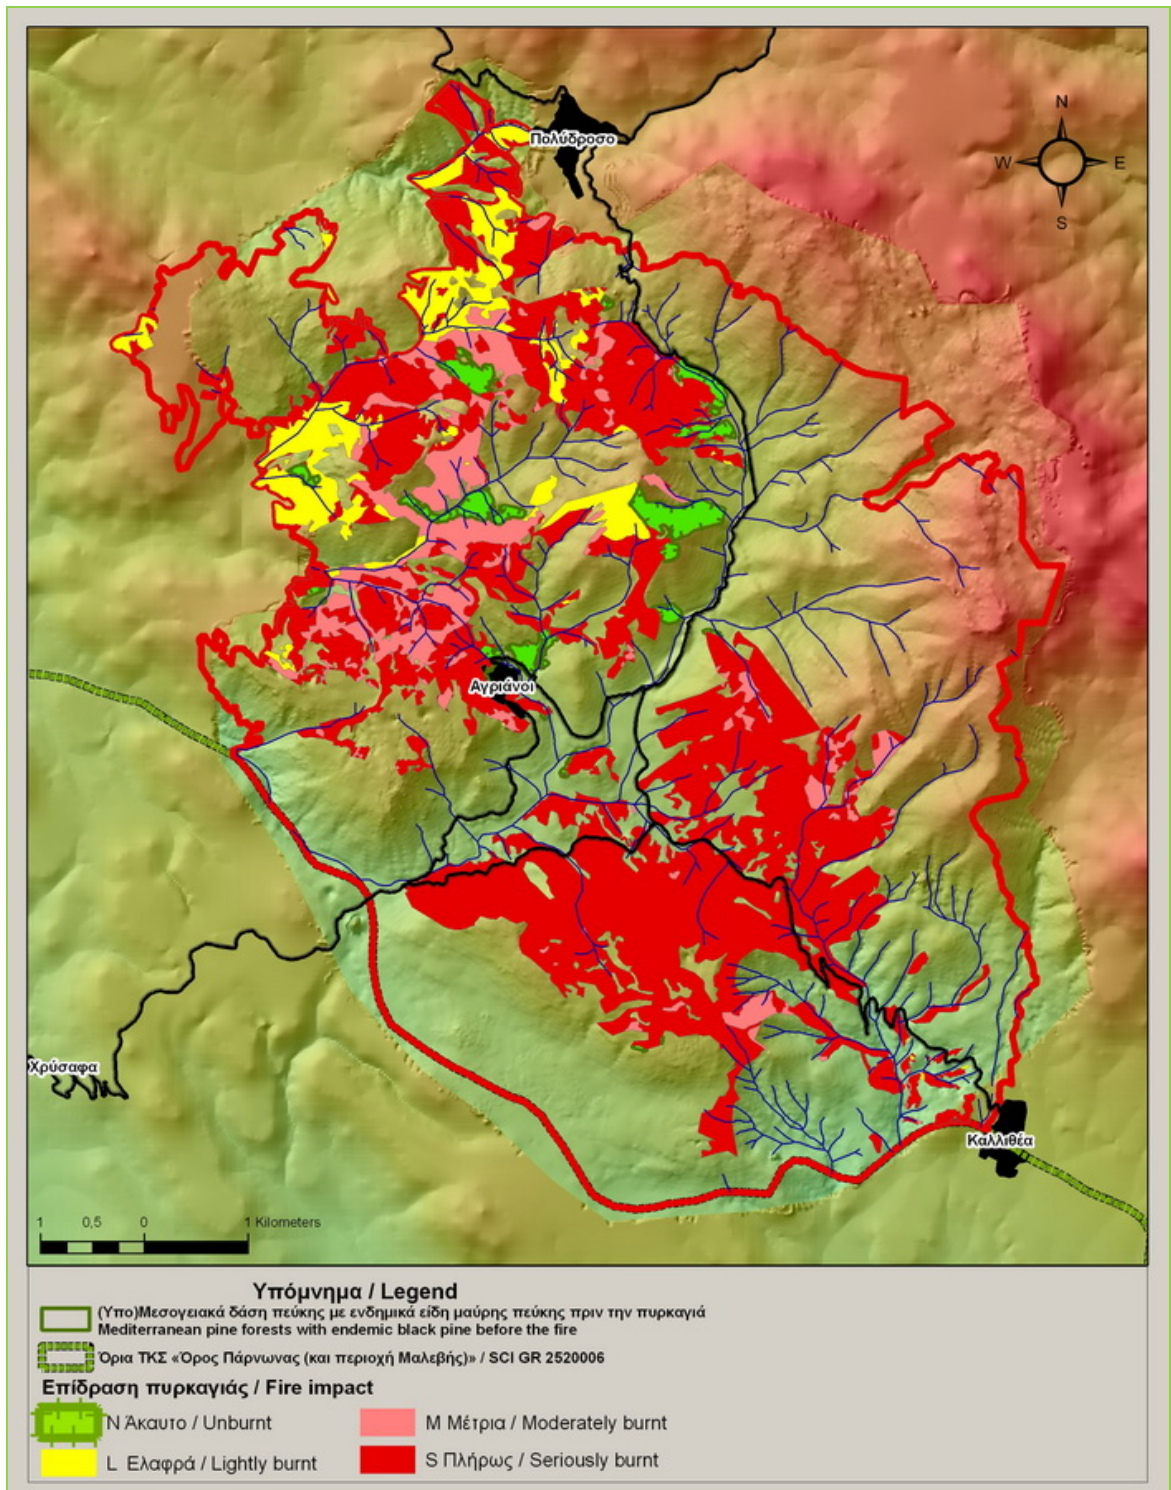 Πολύδροσο
N
W
E
S
Αγριάνοι
Χρύσαφα
Καλλιθέα
1 0,5 0 1 Kilometers
Υπόμνημα / Legend
(Υπο)Μεσογειακά δάση πεύκης με ενδημικά είδη μαύρης πεύκης πριν την πυρκαγιά
Mediterranean pine forests with endemic black pine before the fire
Όρια ΤΚΣ «Όρος Πάρνωνας (και περιοχή Μαλεβής)» / SCI GR 2520006
Επίδραση πυρκαγιάς / Fire impact
N Άκαυτο / Unburnt
M Μέτρια / Moderately burnt
L Ελαφρά / Lightly burnt
S Πλήρως / Seriously burnt